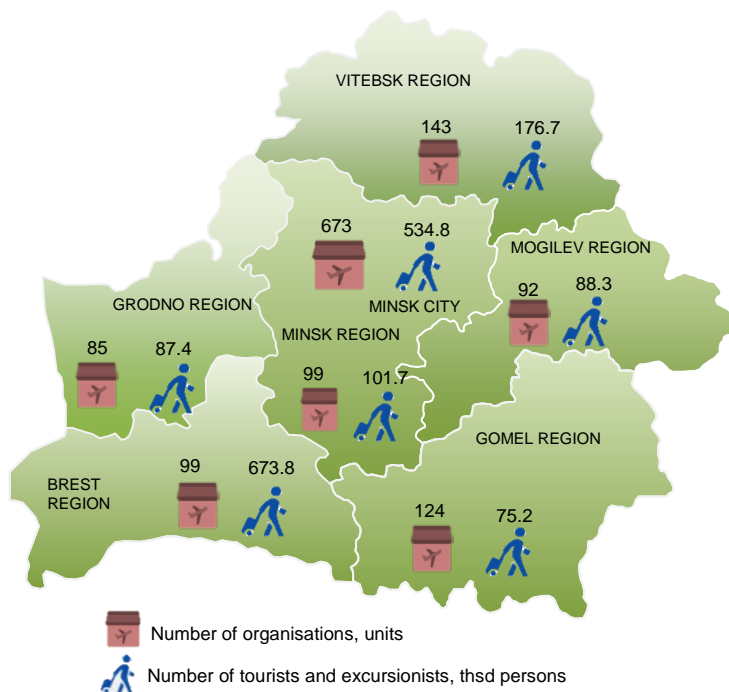 VITEBSK REGION
143
176.7
673
534.8
MINSK CITY
MOGILEV REGION
92
88.3
GRODNO REGION
85
87.4
MINSK REGION
99
101.7
GOMEL REGION
124
75.2
BREST
REGION
99
673.8
Number of organisations, units
Number of tourists and excursionists, thsd persons